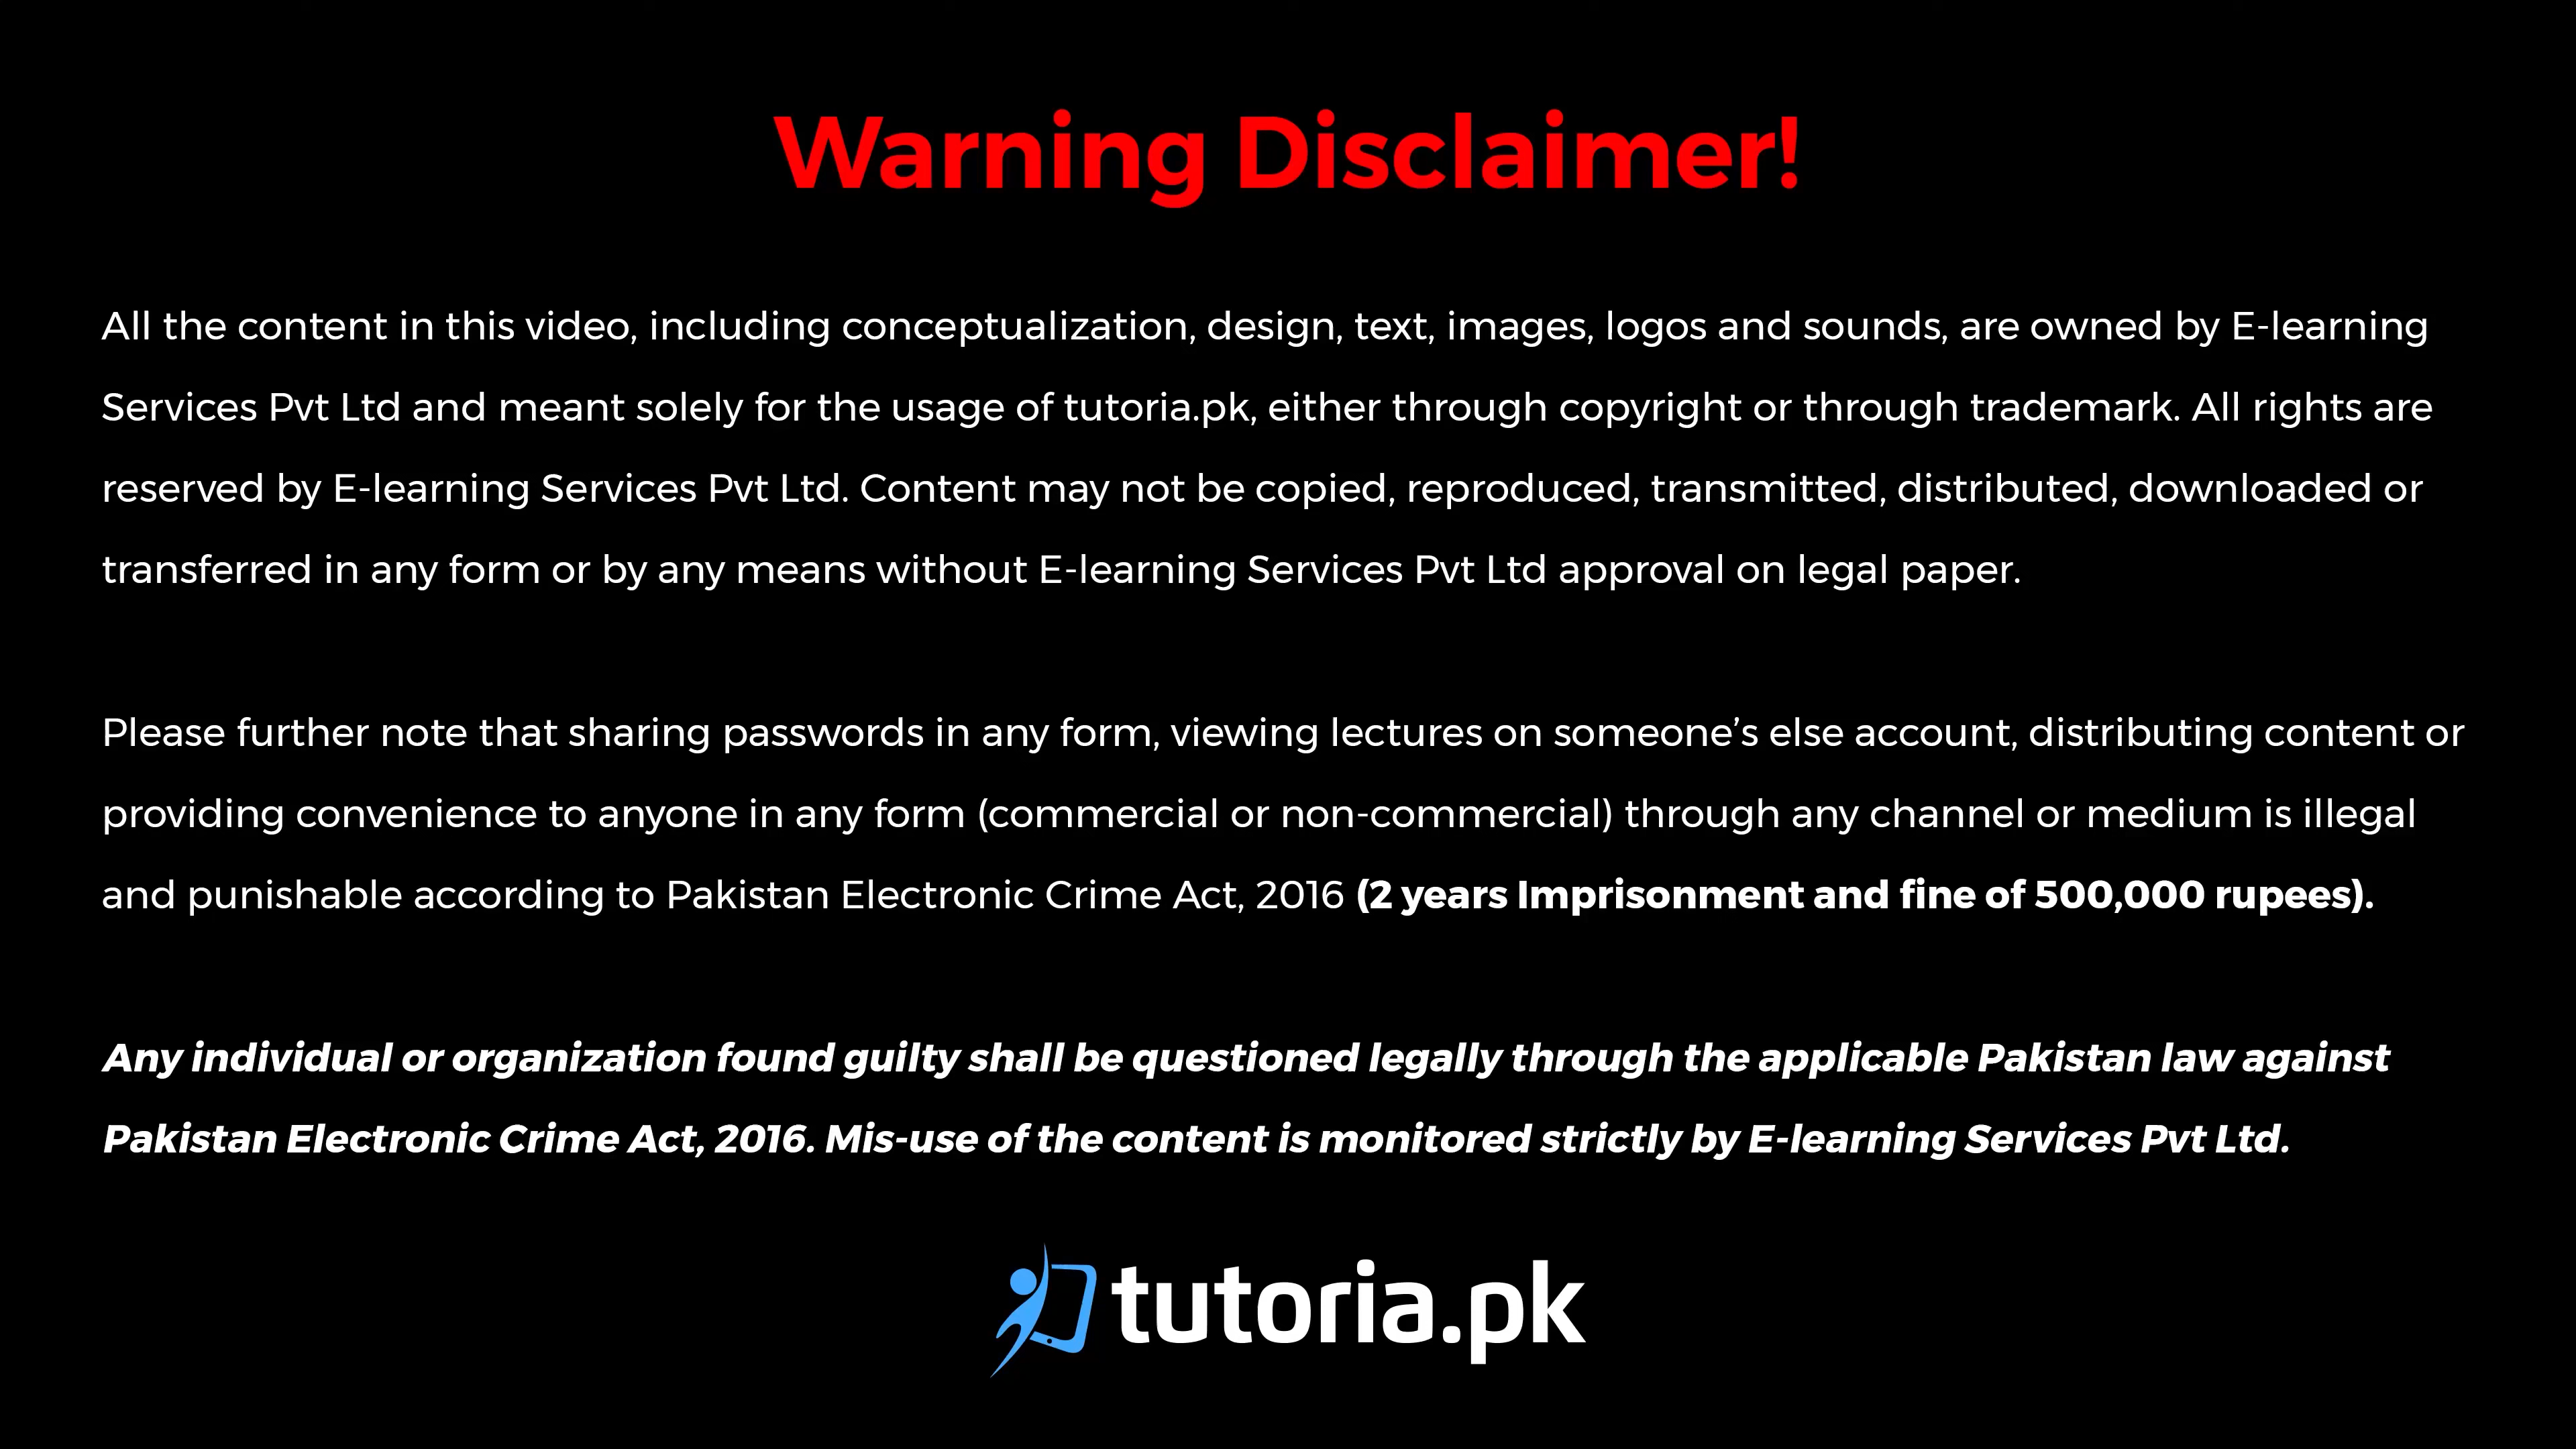 Warning Disclaimer!
All the content in this video, including conceptualization, design, text, images, logos and sounds, are owned by E-learning
Services Pvt Ltd and meant solely for the usage of tutoria.pk, either through copyright or through trademark. All rights are
reserved by E-learning Services Pvt Ltd. Content may not be copied, reproduced, transmitted, distributed, downloaded or
transferred in any form or by any means without E-learning Services Pvt Ltd approval on legal paper.
Please further note that sharing passwords in any form, viewing lectures on someone’s else account, distributing content or
providing convenience to anyone in any form (commercial or non-commercial) through any channel or medium is illegal
and punishable according to Pakistan Electronic Crime Act, 2016 (2 years Imprisonment and fine of 500,000 rupees).
Any individual or organization found guilty shall be questioned legally through the applicable Pakistan law against
Pakistan Electronic Crime Act, 2016. Mis-use of the content is monitored strictly by E-learning Services Pvt Ltd.
tutoria.pk